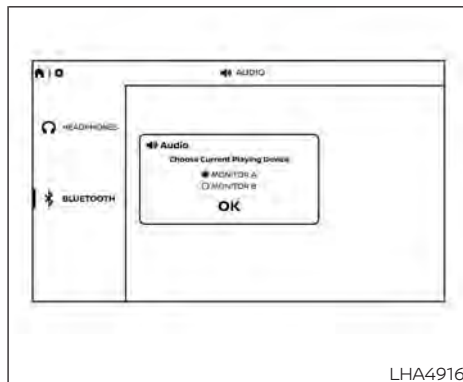 AUDIO
HEADPHONES
Audio
Choose Current Playing Device
MONITOR A
MONITOR B
OK
BLUETOOTH
LHA4916